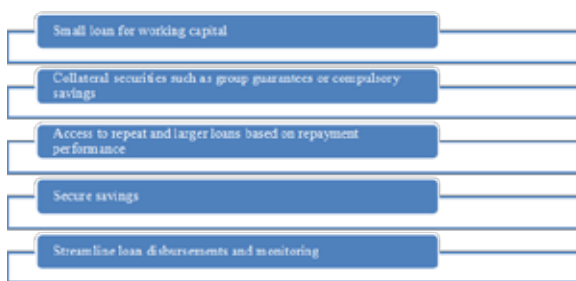 Small loan for working capital
Collateral securities such as group guarantees or compulsory
savings
Access to repeat and larger loans based on repayment
performance
Secure savings
Streamline loan disbursements and monitoring